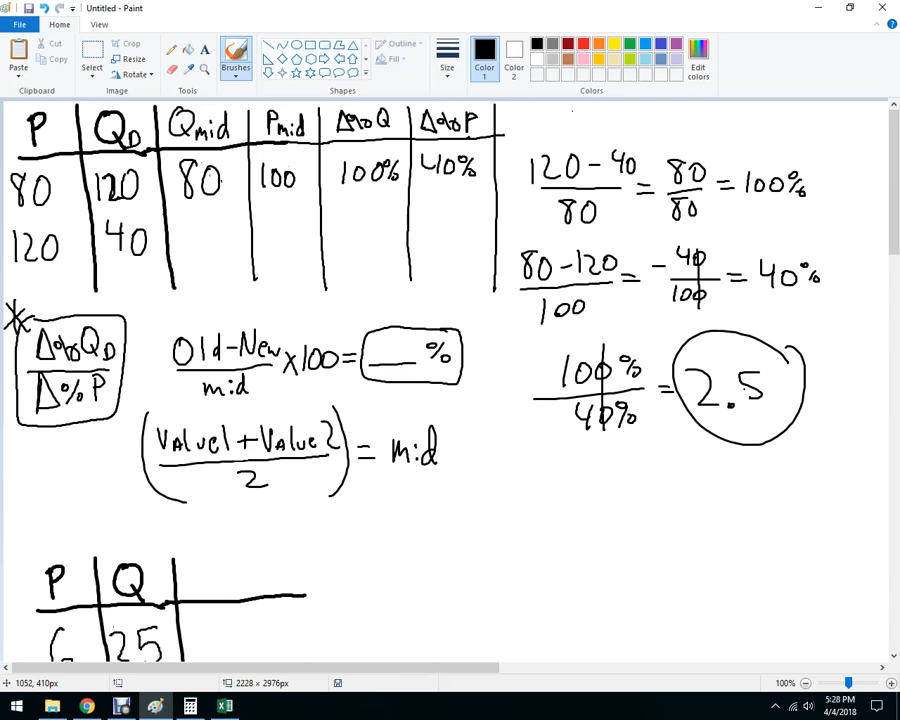 Untitled - Paint
File Home View
Paste
Cut
Copy
Clipboard
Select
Crop
Resize
Rotate
Image
A
Tools
Brushes
Outline
Fill
Shapes
Size
Color 1
Color 2
Edit colors
Colors
P QD Qmid Pmid Δ%Q Δ%P
80 120 80 100 100% 40%
120 40
120 - 40 / 80 = 80 / 80 = 100%
80 - 120 / 100 = - 40 / 100 = 40%
* Δ%QD / Δ%P
Old - New / mid x 100 = __ %
100% / 40% = 2.5
(Value1 + Value2 / 2) = mid
P Q
6 25
1052, 410px
2228 × 2976px
100%
5:28 PM
4/4/2018